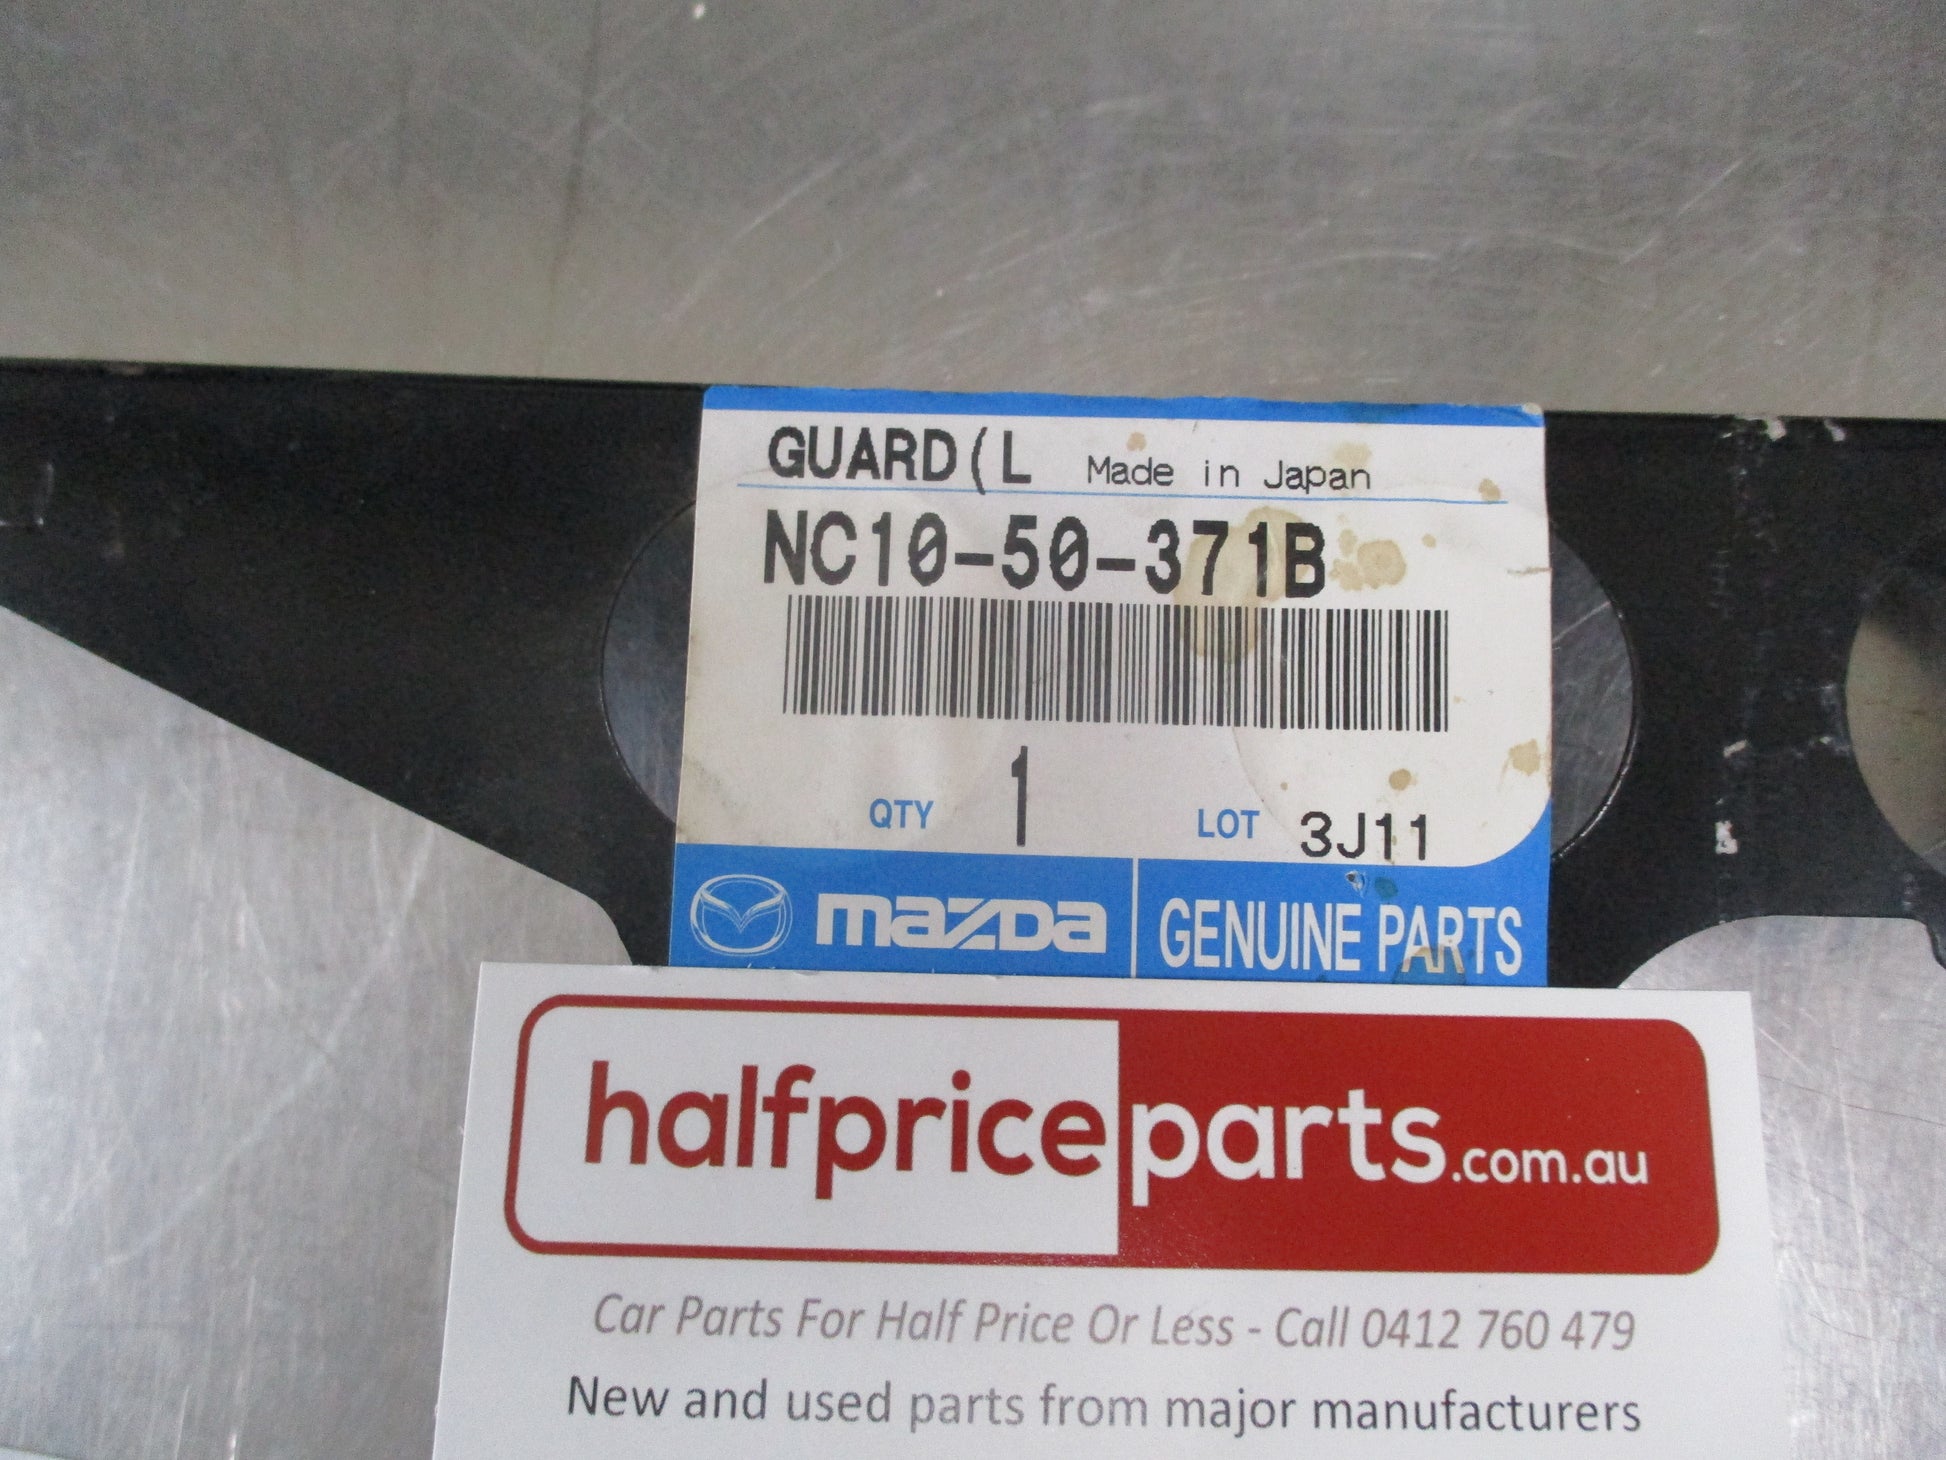 GUARD(L Made in Japan
NC10-50-371B
QTY 1 LOT 3J11
mazda GENUINE PARTS
halfpriceparts.com.au
Car Parts For Half Price Or Less - Call 0412 760 479
New and used parts from major manufacturers